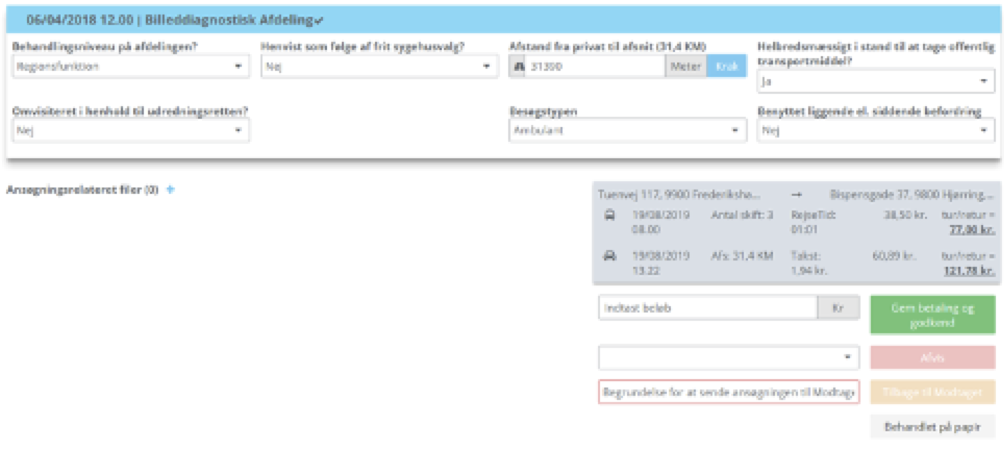 06/04/2018 12.00 | Billeddiagnostisk Afdeling
Behandlingsniveau på afdelingen?
Regionsfunktion
Henvist som følge af frit sygehusvalg?
Nej
Afstand fra privat til afsnit (31,4 KM)
31390 Meter Krak
Helbredsmæssigt i stand til at tage offentlig
transportmiddel?
Ja
Omvisiteret i henhold til udredningsretten?
Nej
Besøgstypen
Ambulant
Benyttet liggende el. siddende befordring
Nej
Ansøgningsrelateret filer (0) +
Tuenvej 117, 9900 Frederiksha... → Bispensgade 37, 9800 Hjørring,...
19/08/2019 Antal skift: 3 RejseTid: 38,50 kr. tur/retur =
08.00 01:01 77,00 kr.
19/08/2019 Afs: 31,4 KM Takst: 60,89 kr. tur/retur =
13.22 1,94 kr. 121,78 kr.
Indtast beløb Kr
Gem betaling og
godkend
Afvis
Begrundelse for at sende ansøgningen til Modtage
Tilbage til Modtaget
Behandlet på papir